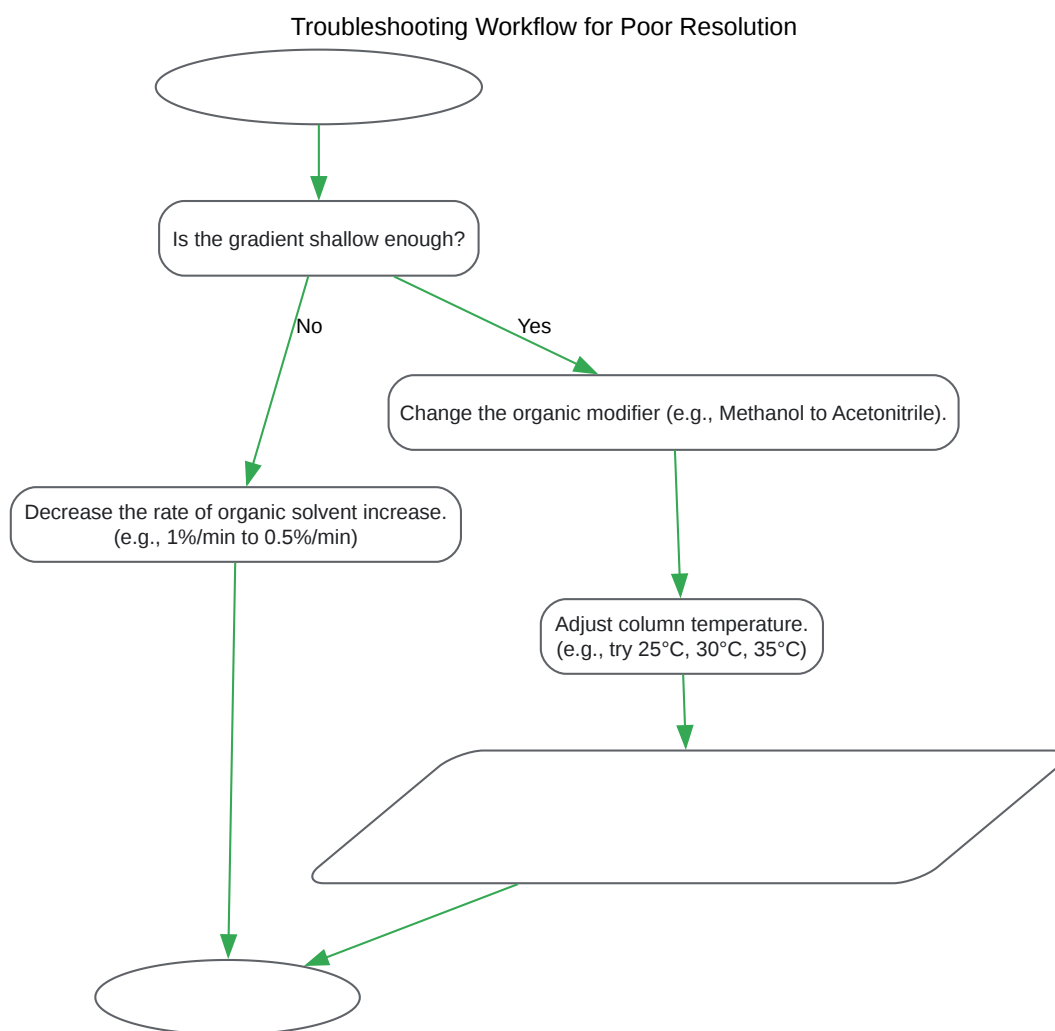 Troubleshooting Workflow for Poor Resolution
Is the gradient shallow enough?
No
Yes
Change the organic modifier (e.g., Methanol to Acetonitrile).
Decrease the rate of organic solvent increase.
(e.g., 1%/min to 0.5%/min)
Adjust column temperature.
(e.g., try 25°C, 30°C, 35°C)